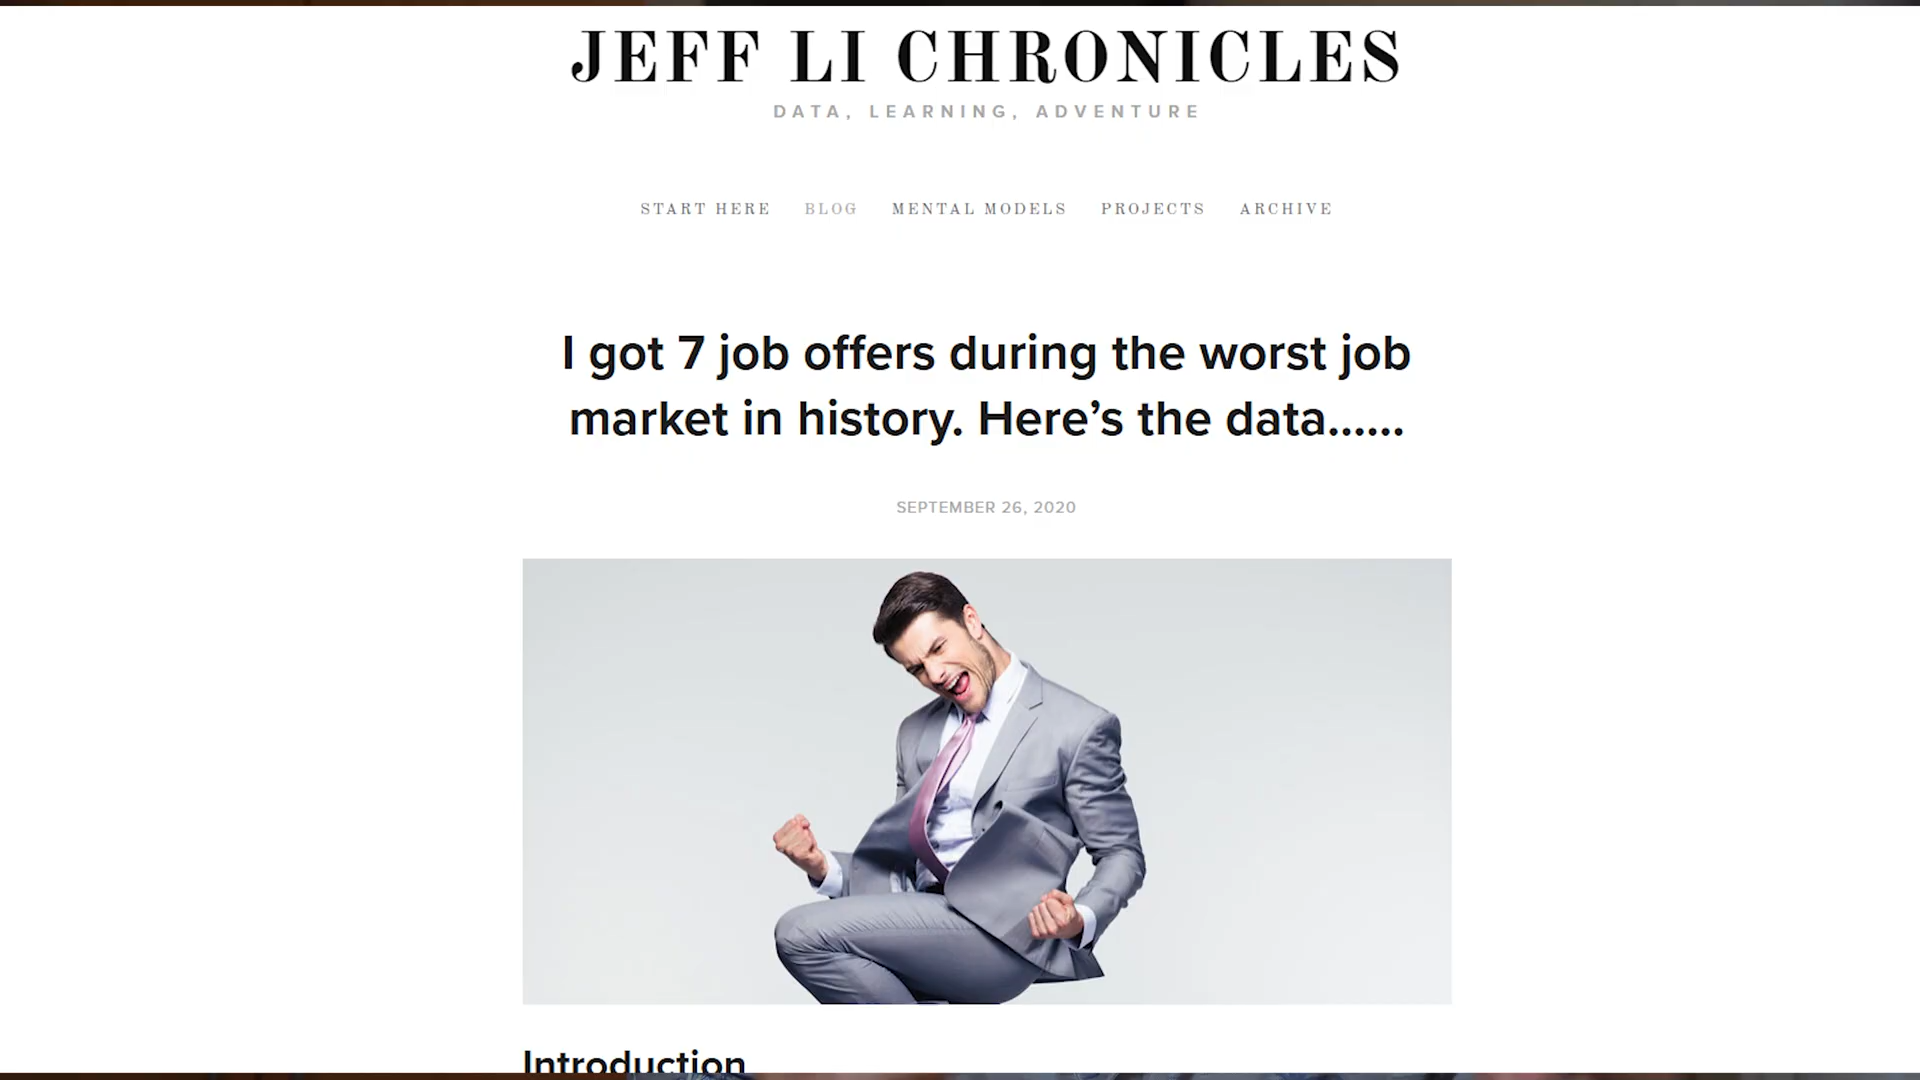 JEFF LI CHRONICLES
DATA, LEARNING, ADVENTURE
START HERE BLOG MENTAL MODELS PROJECTS ARCHIVE
I got 7 job offers during the worst job
market in history. Here’s the data......
SEPTEMBER 26, 2020
Introduction